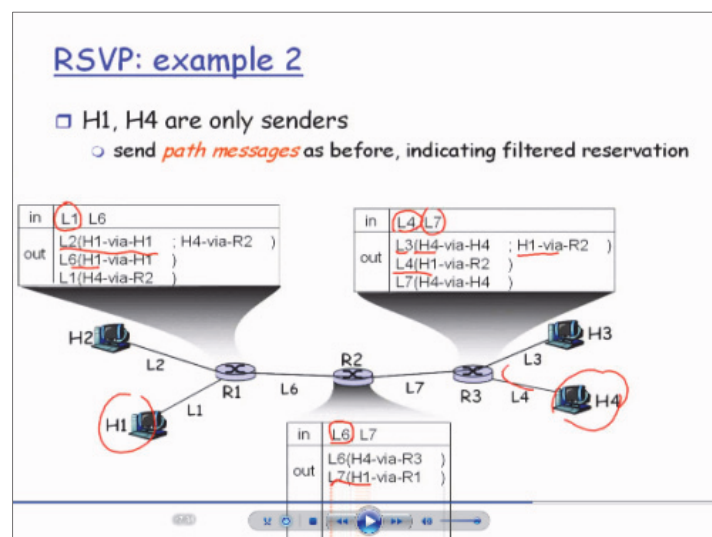 RSVP: example 2
H1, H4 are only senders
send path messages as before, indicating filtered reservation
in L1 L6
out L2(H1-via-H1 ; H4-via-R2 )
L6(H1-via-H1 )
L1(H4-via-R2 )
in L4 L7
out L3(H4-via-H4 ; H1-via-R2 )
L4(H1-via-R2 )
L7(H4-via-H4 )
H2
L2
R1
L6
R2
L7
R3
L3
H3
H1
L1
L4
H4
in L6 L7
out L6(H4-via-R3 )
L7(H1-via-R1 )